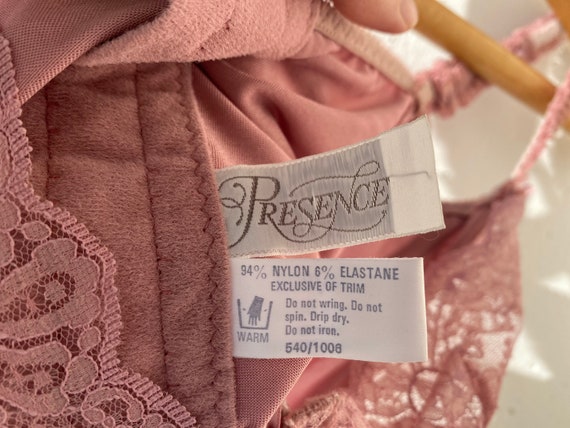 PRESENCE
94% NYLON 6% ELASTANE
EXCLUSIVE OF TRIM
Do not wring. Do not
spin. Drip dry.
Do not iron.
WARM
540/1006